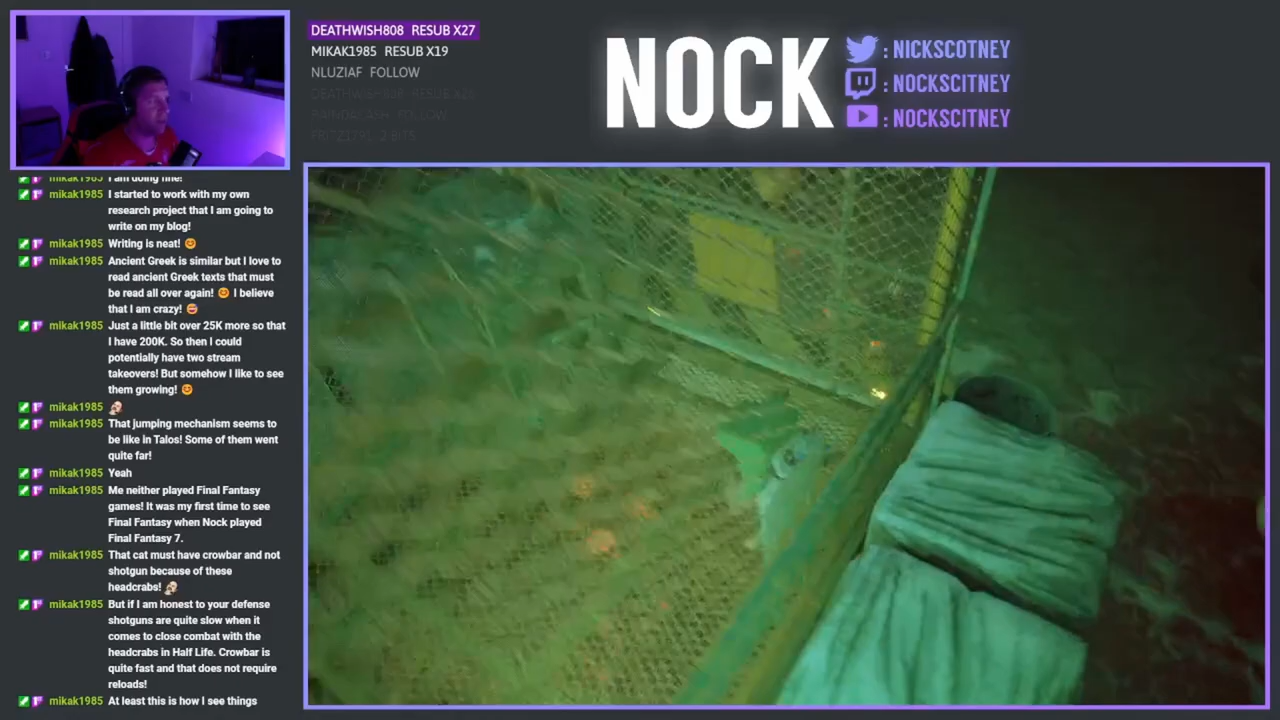 DEATHWISH808 RESUB X27
MIKAK1985 RESUB X19
NLUZIAF FOLLOW
DEATHWISH808 RESUB X26
NOCK
: NICKSCOTNEY
: NOCKSCITNEY
: NOCKSCITNEY
mikak1985 I am doing fine!
mikak1985 I started to work with my own
research project that I am going to
write on my blog!
mikak1985 Writing is neat! 😊
mikak1985 Ancient Greek is similar but I love to
read ancient Greek texts that must
be read all over again! 😊 I believe
that I am crazy! 😅
mikak1985 Just a little bit over 25K more so that
I have 200K. So then I could
potentially have two stream
takeovers! But somehow I like to see
them growing! 😊
mikak1985
mikak1985 That jumping mechanism seems to
be like in Talos! Some of them went
quite far!
mikak1985 Yeah
mikak1985 Me neither played Final Fantasy
games! It was my first time to see
Final Fantasy when Nock played
Final Fantasy 7.
mikak1985 That cat must have crowbar and not
shotgun because of these
headcrabs!
mikak1985 But if I am honest to your defense
shotguns are quite slow when it
comes to close combat with the
headcrabs in Half Life. Crowbar is
quite fast and that does not require
reloads!
mikak1985 At least this is how I see things